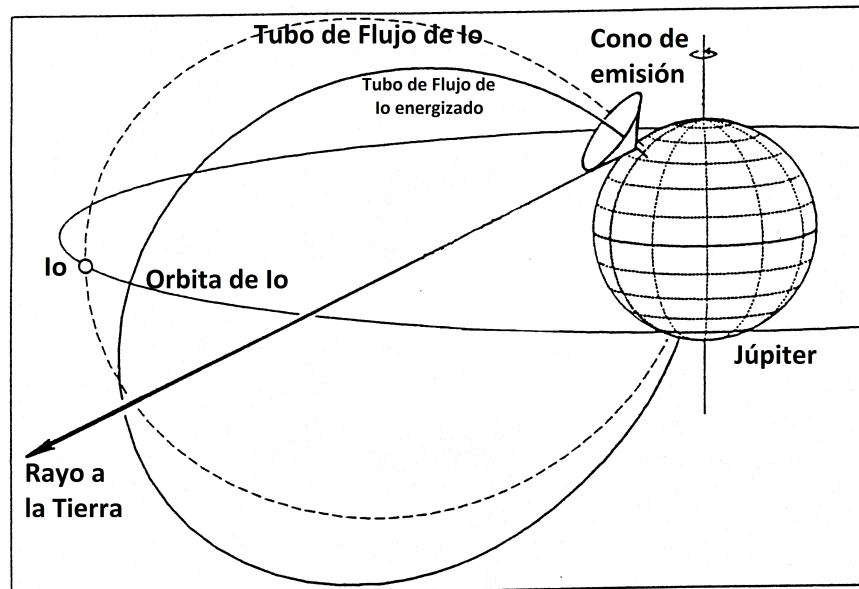 Tubo de Flujo de Io
Cono de
emisión
Tubo de Flujo de
Io energizado
Io
Orbita de Io
Júpiter
Rayo a
la Tierra